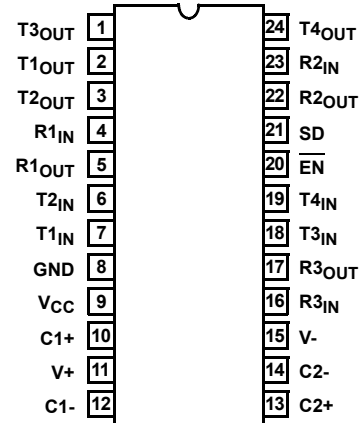 T3OUT 1 24 T4OUT
T1OUT 2 23 R2IN
T2OUT 3 22 R2OUT
R1IN 4 21 SD
R1OUT 5 20 EN
T2IN 6 19 T4IN
T1IN 7 18 T3IN
GND 8 17 R3OUT
VCC 9 16 R3IN
C1+ 10 15 V-
V+ 11 14 C2-
C1- 12 13 C2+